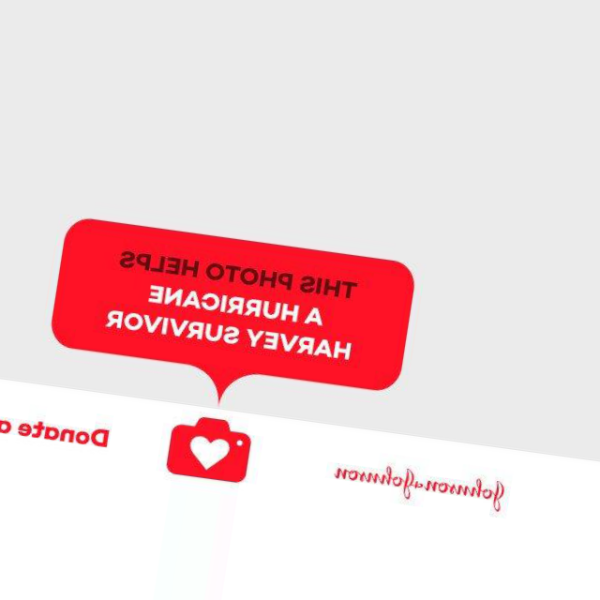 THIS PHOTO HELPS
A HURRICANE
HARVEY SURVIVOR
Johnson & Johnson
Donate a